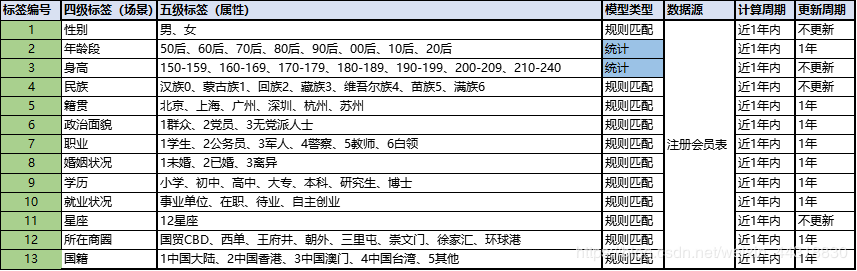 标签编号 四级标签（场景） 五级标签（属性） 模型类型 数据源 计算周期 更新周期
1 性别 男、女 规则匹配 近1年内 不更新
2 年龄段 50后、60后、70后、80后、90后、00后、10后、20后 统计 近1年内 1年
3 身高 150-159、160-169、170-179、180-189、190-199、200-209、210-240 统计 近1年内 不更新
4 民族 汉族0、蒙古族1、回族2、藏族3、维吾尔族4、苗族5、满族6 规则匹配 近1年内 不更新
5 籍贯 北京、上海、广州、深圳、杭州、苏州 规则匹配 近1年内 1年
6 政治面貌 1群众、2党员、3无党派人士 规则匹配 近1年内 1年
7 职业 1学生、2公务员、3军人、4警察、5教师、6白领 规则匹配 注册会员表 近1年内 1年
8 婚姻状况 1未婚、2已婚、3离异 规则匹配 近1年内 1年
9 学历 小学、初中、高中、大专、本科、研究生、博士 规则匹配 近1年内 1年
10 就业状况 事业单位、在职、待业、自主创业 规则匹配 近1年内 1年
11 星座 12星座 规则匹配 近1年内 不更新
12 所在商圈 国贸CBD、西单、王府井、朝外、三里屯、崇文门、徐家汇、环球港 规则匹配 近1年内 1年
13 国籍 1中国大陆、2中国香港、3中国澳门、4中国台湾、5其他 规则匹配 近1年内 1年